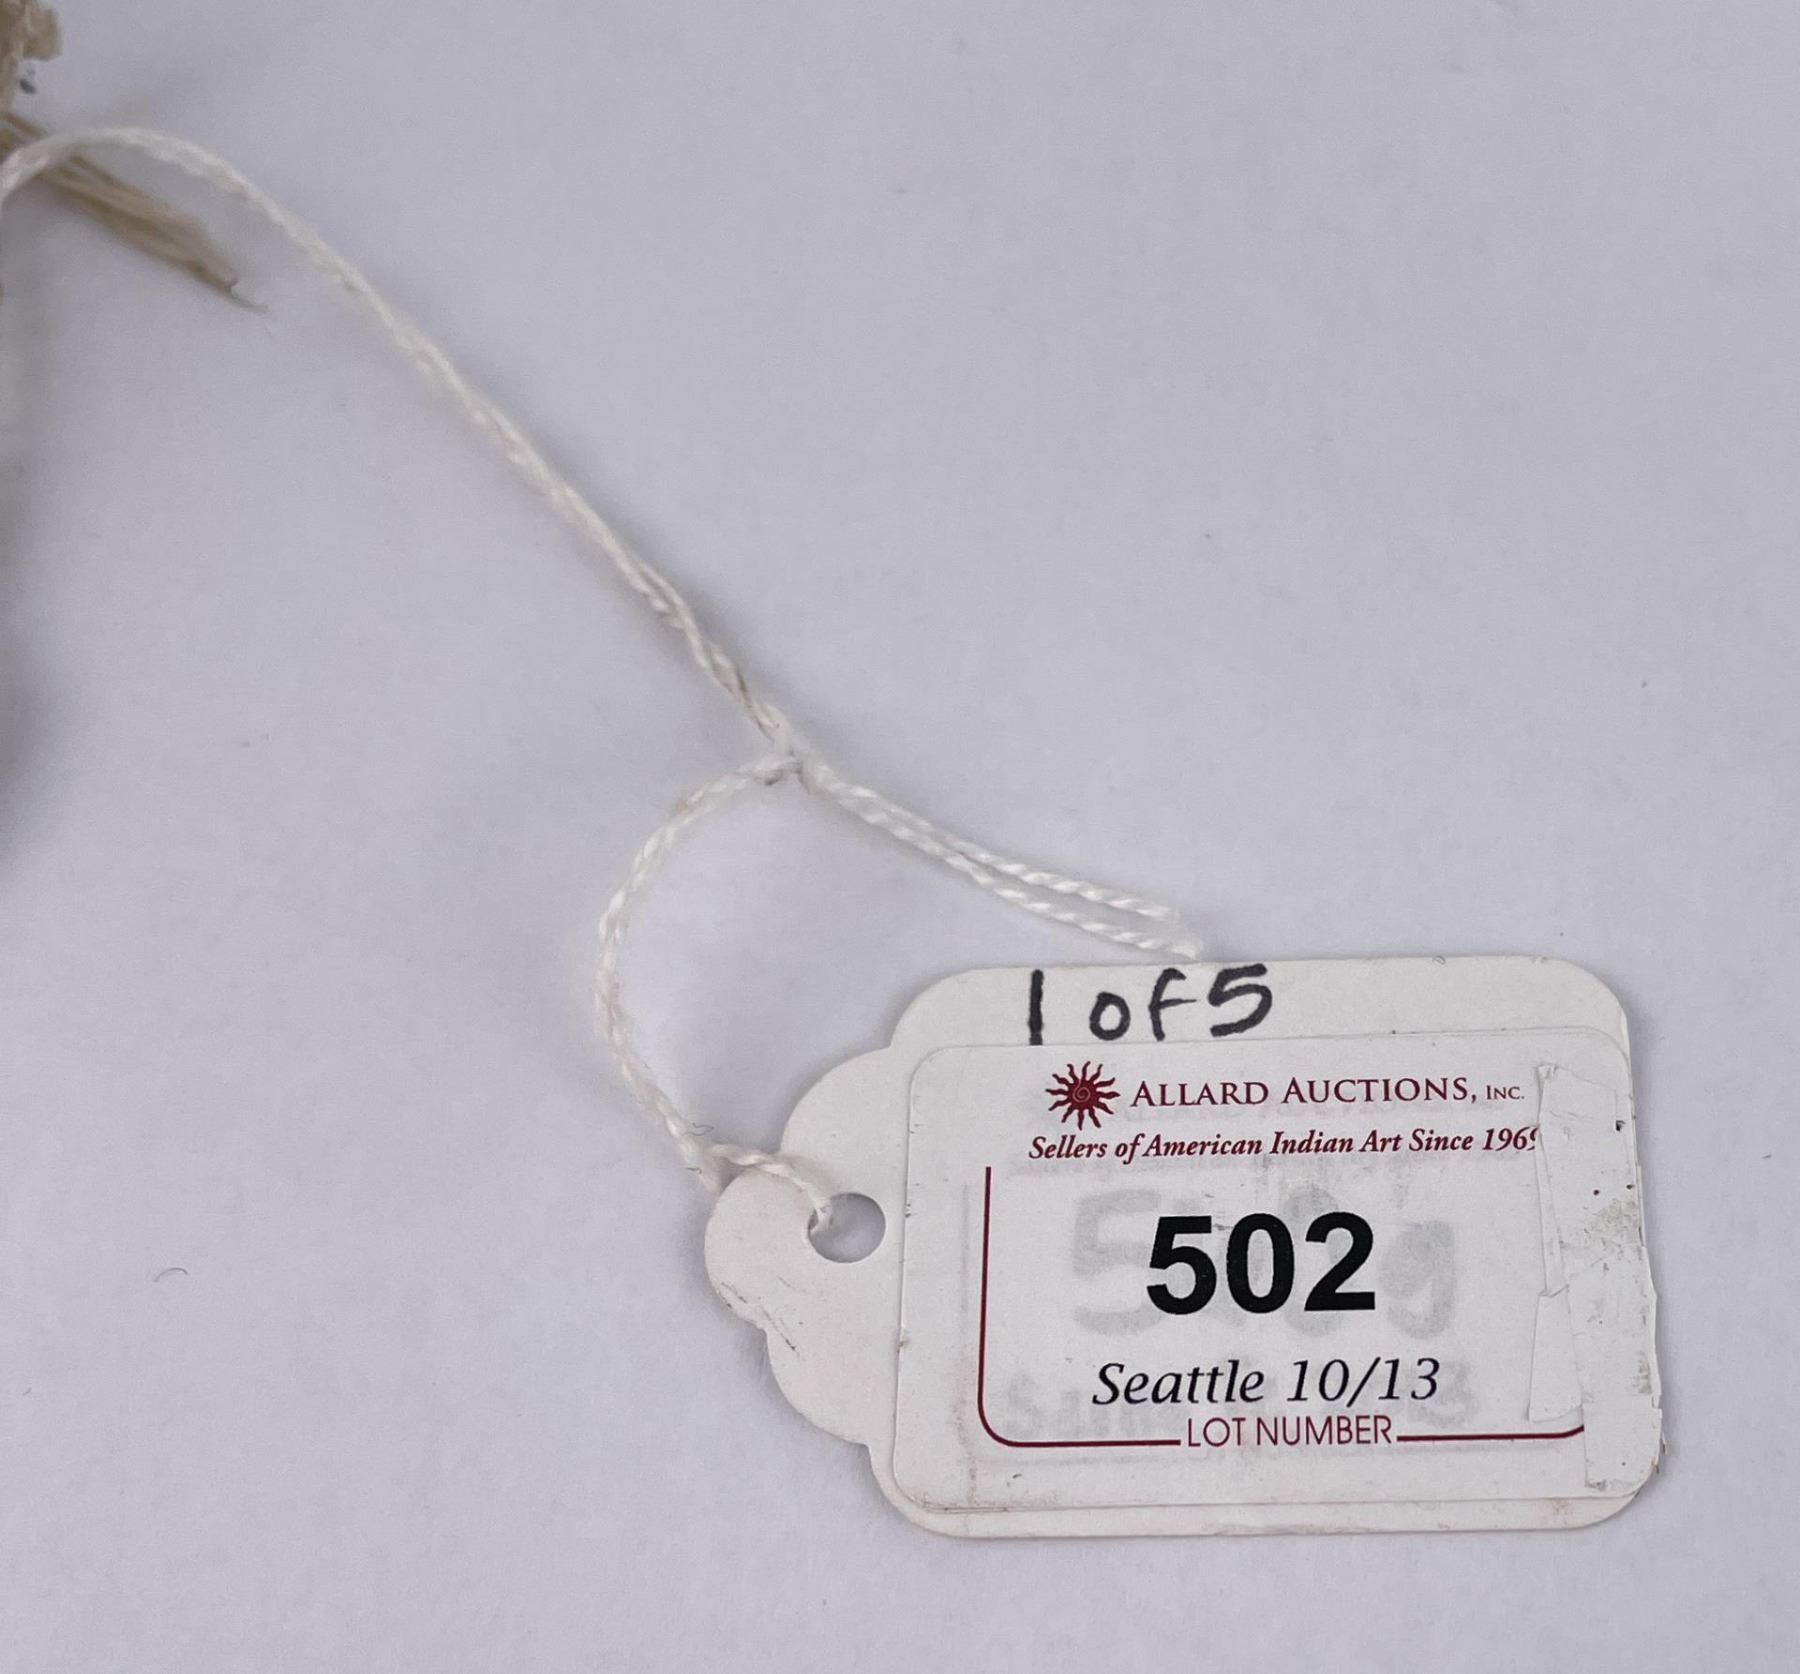 1 of 5
ALLARD AUCTIONS, INC.
Sellers of American Indian Art Since 1969
502
Seattle 10/13
LOT NUMBER